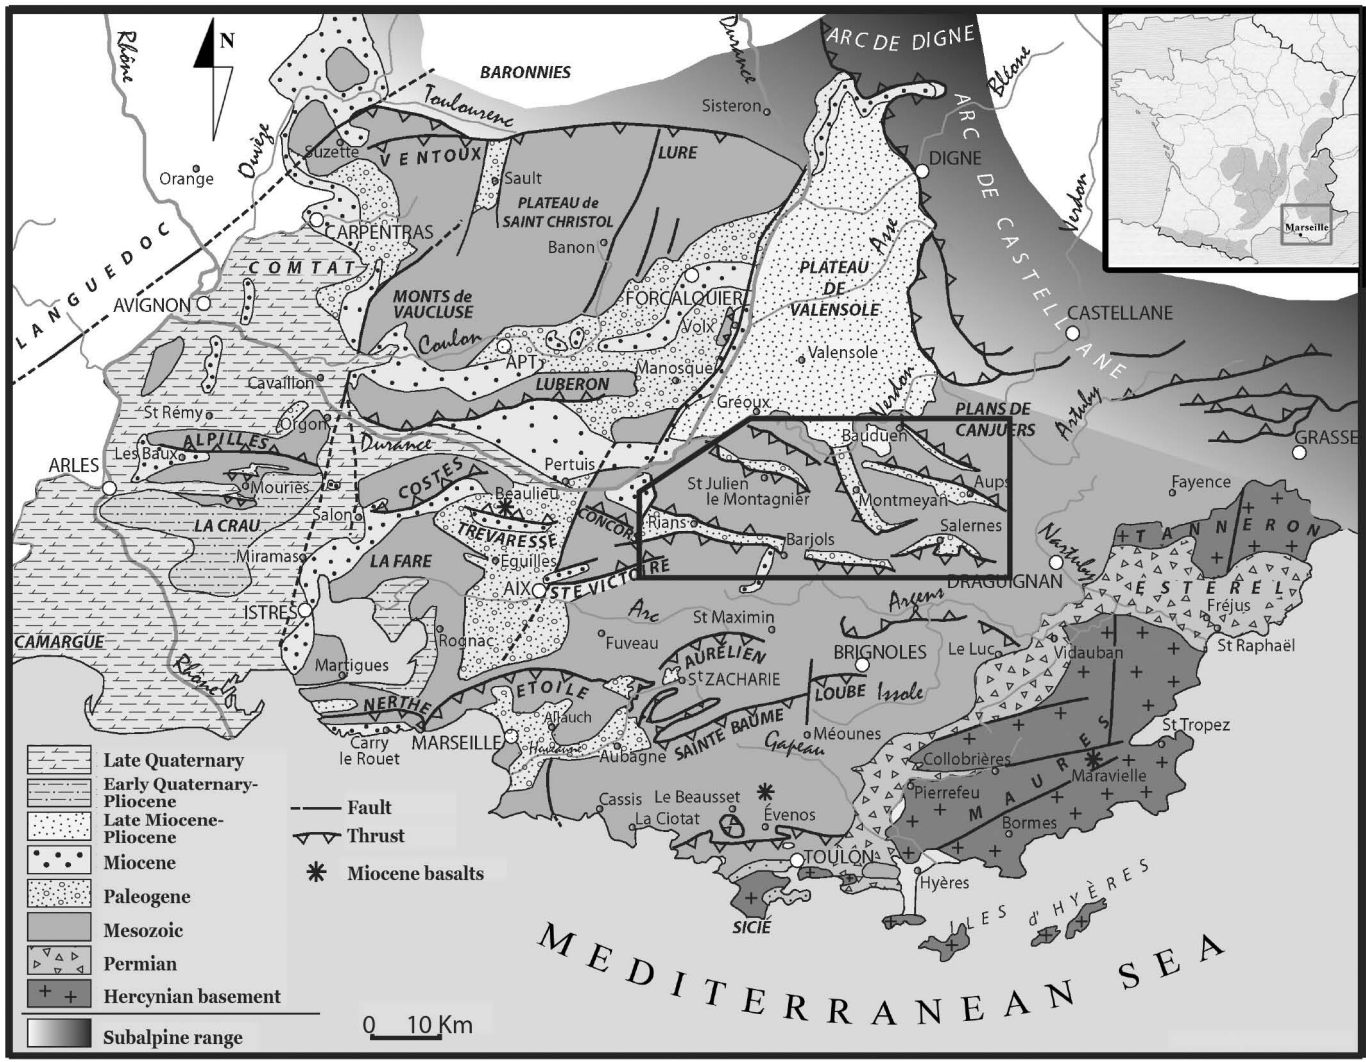 Rhône
N
BARONNIES
Durance
ARC DE DIGNE
Bléone
Toulourenc
Sisteron
Ouvèze
Suzette
VENTOUX
LURE
DIGNE
ARC DE CASTELLANE
Orange
Sault
Verdon
Marseille
PLATEAU de
SAINT CHRISTOL
CARPENTRAS
Banon
Asse
COMTAT
LANGUEDOC
PLATEAU
DE
VALENSOLE
AVIGNON
MONTS de
VAUCLUSE
FORCALQUIER
Volx
CASTELLANE
Coulon
APT
Valensole
Manosque
Cavaillon
LUBERON
Verdon
Gréoux
PLANS DE
CANJUERS
Artuby
St Rémy
Orgon
ALPILLES
Durance
Bauduen
GRASSE
Les Baux
ARLES
Pertuis
St Julien
le Montagnier
Aups
Fayence
Mouriès
COSTES
Beaulieu
Montmeyan
LA CRAU
Salon
TREVARESSE
CONCORS
Rians
Salernes
TANNERON
Barjols
Nartuby
Miramas
LA FARE
Eguilles
STE VICTOIRE
DRAGUIGNAN
ESTEREL
AIX
ISTRES
Arc
Argens
Fréjus
St Maximin
CAMARGUE
Rognac
Fuveau
BRIGNOLES
Le Luc
Vidauban
St Raphaël
Rhône
Martigues
AURÉLIEN
St ZACHARIE
ETOILE
LOUBE
Issole
NERTHE
Allauch
SAINTE BAUME
St Tropez
Carry
le Rouet
MARSEILLE
Huveaune
Aubagne
Gapeau
Méounes
Collobrières
MAURES
Maravielle
Pierrefeu
Cassis
Le Beausset
La Ciotat
Évenos
Bormes
TOULON
Hyères
SICIÉ
ILES d'HYÈRES
MEDITERRANEAN SEA
Late Quaternary
Early Quaternary-
Pliocene
Late Miocene-
Pliocene
Miocene
Paleogene
Mesozoic
Permian
Hercynian basement
Subalpine range
Fault
Thrust
Miocene basalts
0 10 Km